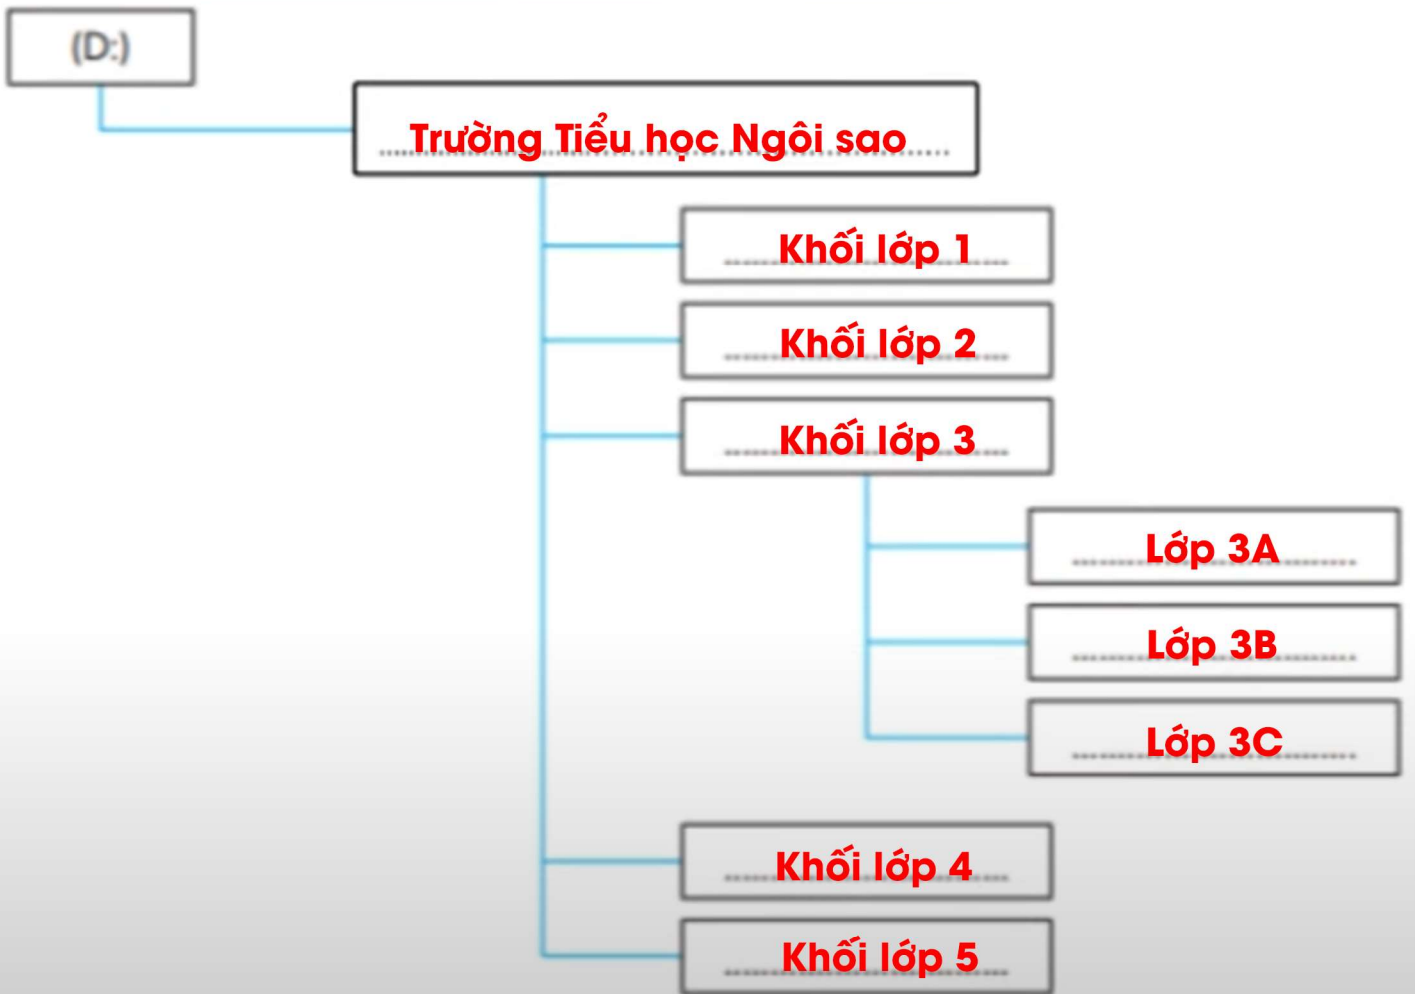 (D:)
Trường Tiểu học Ngôi sao
Khối lớp 1
Khối lớp 2
Khối lớp 3
Lớp 3A
Lớp 3B
Lớp 3C
Khối lớp 4
Khối lớp 5